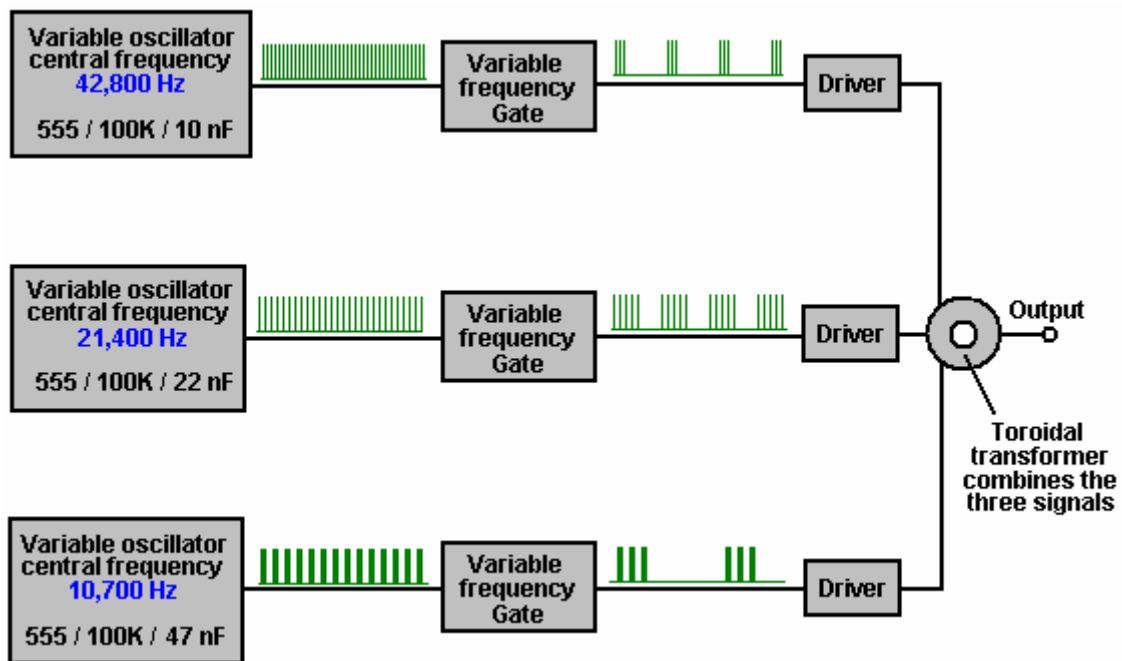 Variable oscillator
central frequency
42,800 Hz
555 / 100K / 10 nF
Variable
frequency
Gate
Driver
Variable oscillator
central frequency
21,400 Hz
555 / 100K / 22 nF
Variable
frequency
Gate
Driver
Output
Toroidal
transformer
combines the
three signals
Variable oscillator
central frequency
10,700 Hz
555 / 100K / 47 nF
Variable
frequency
Gate
Driver